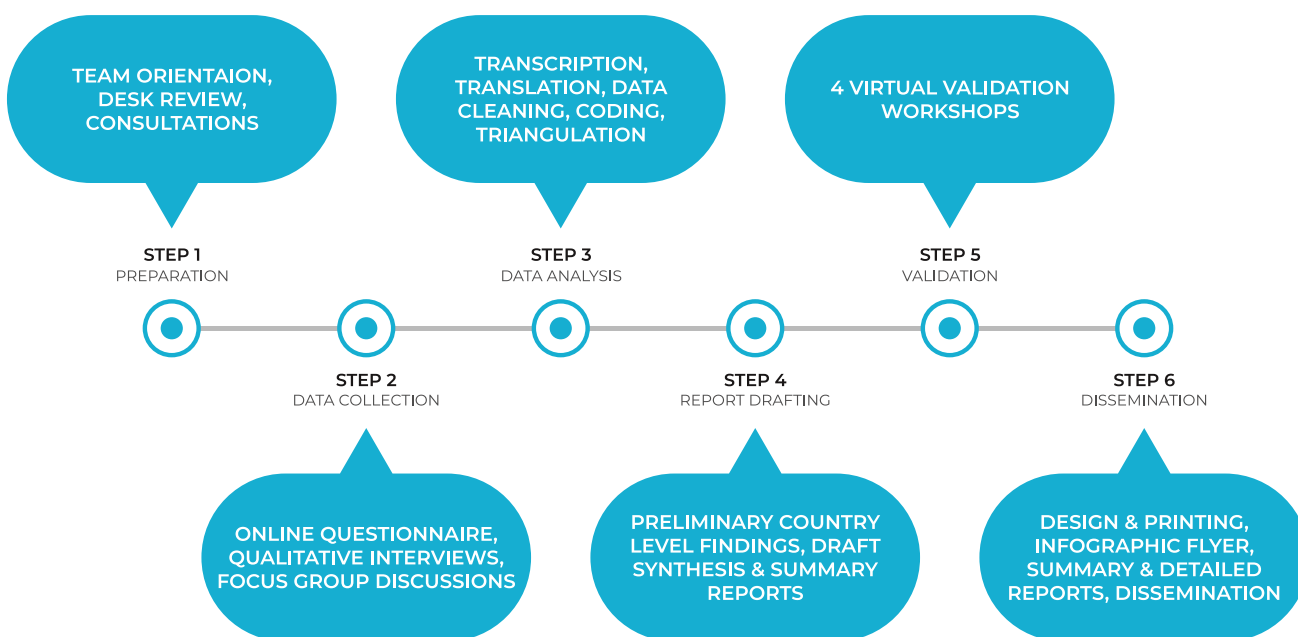 TEAM ORIENTAION,
DESK REVIEW,
CONSULTATIONS
STEP 1
PREPARATION
STEP 2
DATA COLLECTION
ONLINE QUESTIONNAIRE,
QUALITATIVE INTERVIEWS,
FOCUS GROUP DISCUSSIONS
TRANSCRIPTION,
TRANSLATION, DATA
CLEANING, CODING,
TRIANGULATION
STEP 3
DATA ANALYSIS
STEP 4
REPORT DRAFTING
PRELIMINARY COUNTRY
LEVEL FINDINGS, DRAFT
SYNTHESIS & SUMMARY
REPORTS
4 VIRTUAL VALIDATION
WORKSHOPS
STEP 5
VALIDATION
STEP 6
DISSEMINATION
DESIGN & PRINTING,
INFOGRAPHIC FLYER,
SUMMARY & DETAILED
REPORTS, DISSEMINATION